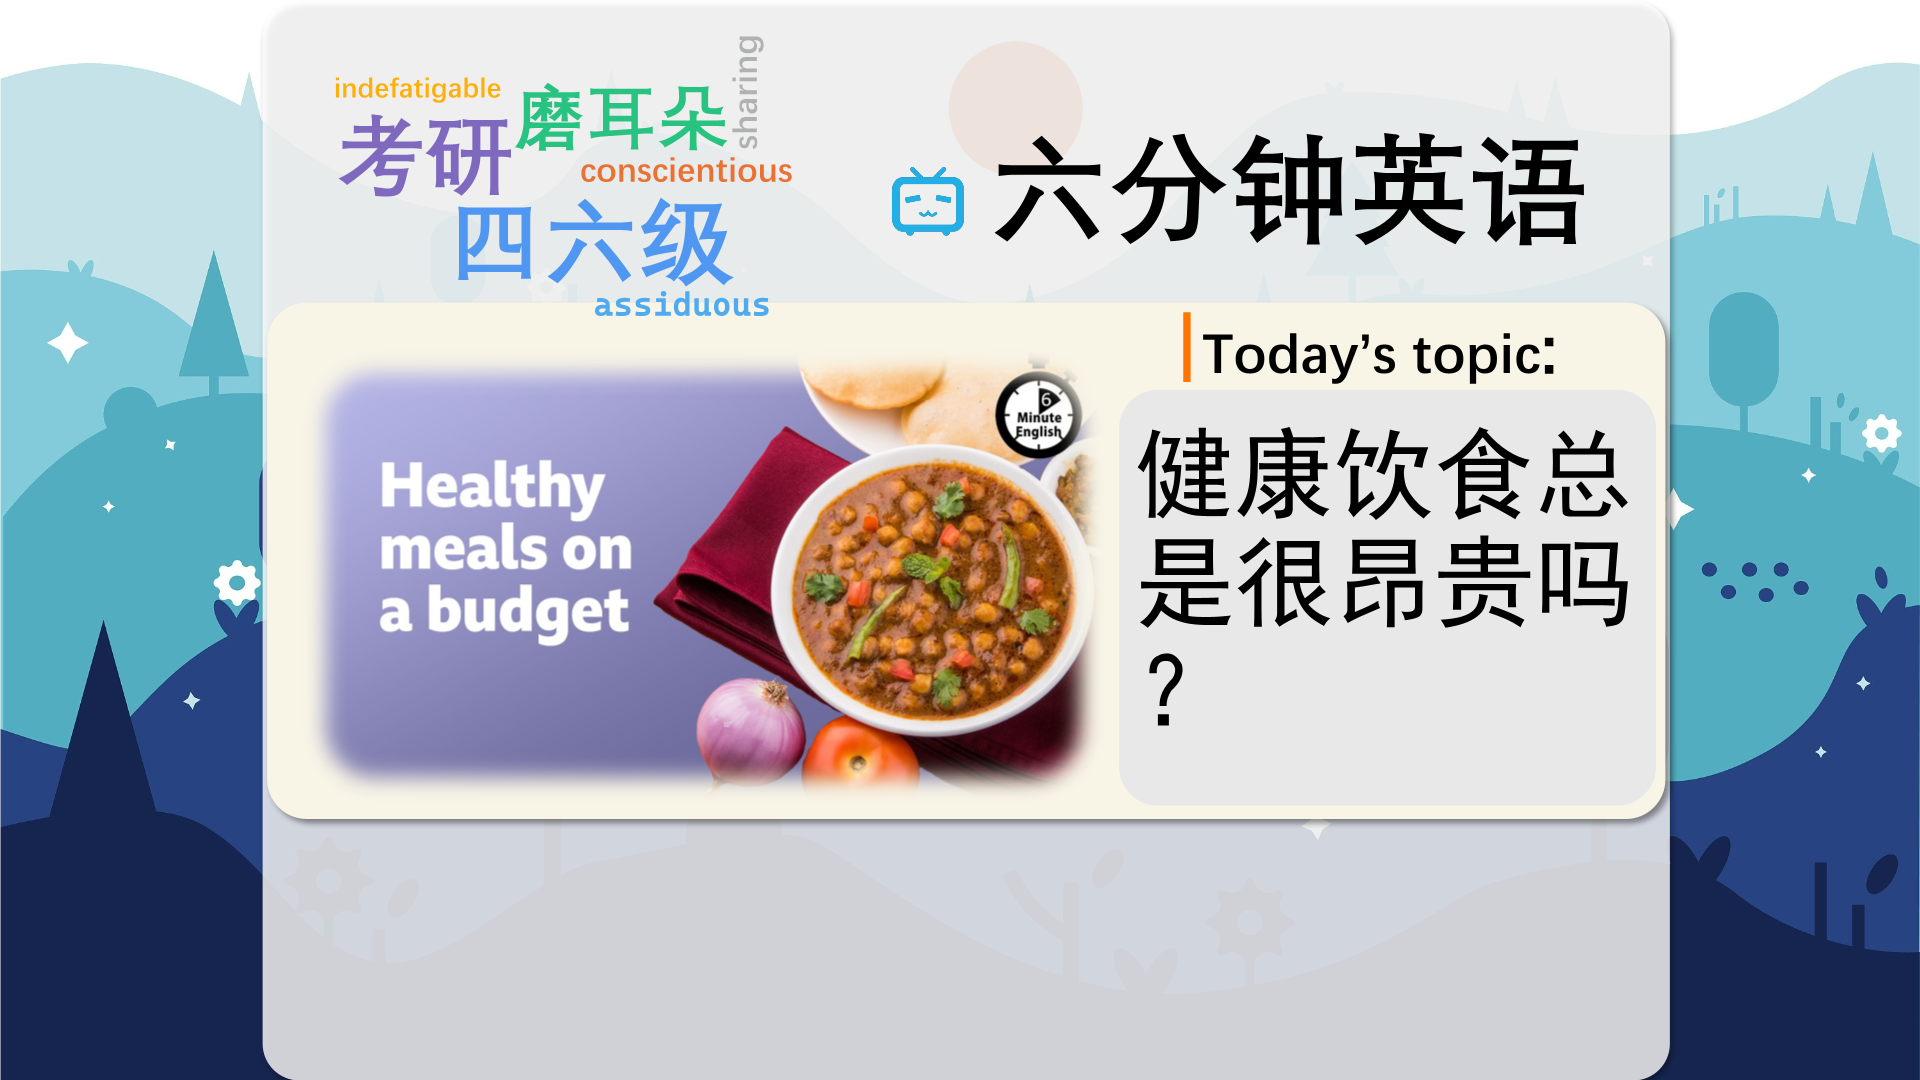 indefatigable
考研
磨耳朵
sharing
conscientious
四六级
assiduous
六分钟英语
Healthy
meals on
a budget
6
Minute
English
Today’s topic:
健康饮食总
是很昂贵吗
？